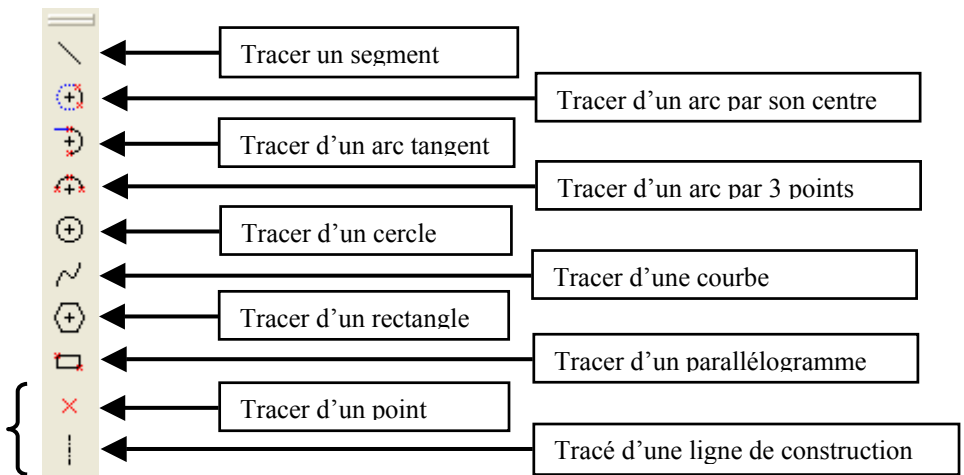 Tracer un segment
Tracer d’un arc par son centre
Tracer d’un arc tangent
Tracer d’un arc par 3 points
Tracer d’un cercle
Tracer d’une courbe
Tracer d’un rectangle
Tracer d’un parallélogramme
Tracer d’un point
Tracé d’une ligne de construction